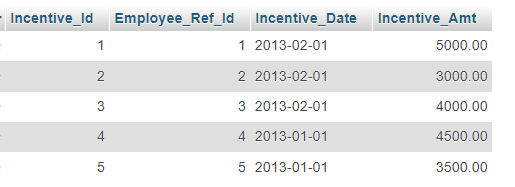 Incentive_Id Employee_Ref_Id Incentive_Date Incentive_Amt
1 1 2013-02-01 5000.00
2 2 2013-02-01 3000.00
3 3 2013-02-01 4000.00
4 4 2013-01-01 4500.00
5 5 2013-01-01 3500.00